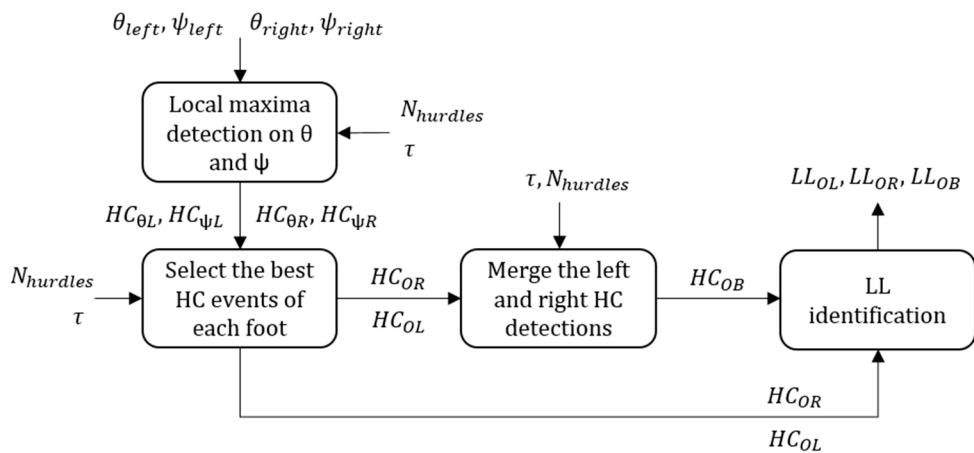 θ_left, ψ_left θ_right, ψ_right
Local maxima
detection on θ
and ψ
N_hurdles
τ
HC_θL, HC_ψL HC_θR, HC_ψR
N_hurdles
τ
Select the best
HC events of
each foot
HC_OR
HC_OL
τ, N_hurdles
Merge the left
and right HC
detections
HC_OB
LL_OL, LL_OR, LL_OB
LL
identification
HC_OR
HC_OL